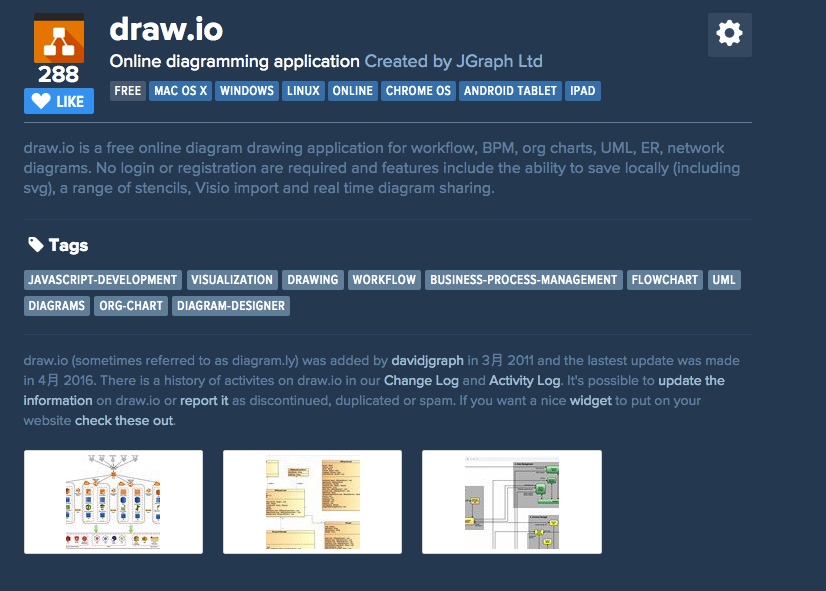 draw.io
288
LIKE
Online diagramming application Created by JGraph Ltd
FREE MAC OS X WINDOWS LINUX ONLINE CHROME OS ANDROID TABLET IPAD
draw.io is a free online diagram drawing application for workflow, BPM, org charts, UML, ER, network
diagrams. No login or registration are required and features include the ability to save locally (including
svg), a range of stencils, Visio import and real time diagram sharing.
Tags
JAVASCRIPT-DEVELOPMENT VISUALIZATION DRAWING WORKFLOW BUSINESS-PROCESS-MANAGEMENT FLOWCHART UML
DIAGRAMS ORG-CHART DIAGRAM-DESIGNER
draw.io (sometimes referred to as diagram.ly) was added by davidjgraph in 3月 2011 and the lastest update was made
in 4月 2016. There is a history of activites on draw.io in our Change Log and Activity Log. It's possible to update the
information on draw.io or report it as discontinued, duplicated or spam. If you want a nice widget to put on your
website check these out.